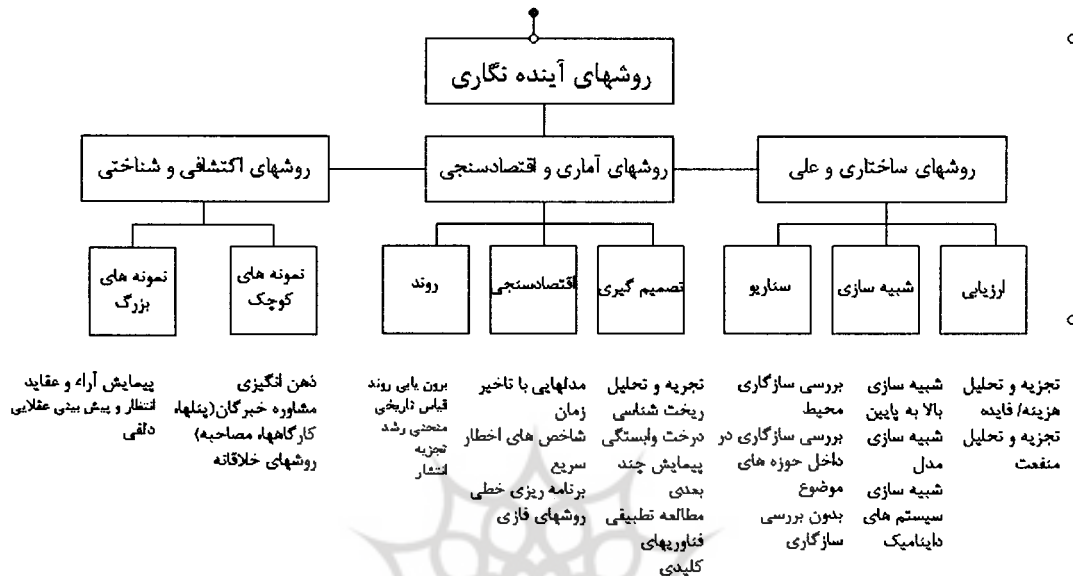 روشهای آینده نگاری
روشهای ساختاری و علی
روشهای آماری و اقتصادسنجی
روشهای اکتشافی و شناختی
ارزیابی
شبیه سازی
سناریو
تصمیم گیری
اقتصادسنجی
روند
نمونه های
کوچک
نمونه های
بزرگ
تجزیه و تحلیل
هزینه/ فایده
تجزیه و تحلیل
منفعت
شبیه سازی
بالا به پایین
شبیه سازی
مدل
شبیه سازی
سیستم های
داینامیک
بررسی سازگاری
محیط
بررسی سازگاری در
داخل حوزه های
موضوع
بدون بررسی
سازگاری
تجریه و تحلیل
ریخت شناسی
درخت وابستگی
پیمایش چند
بعدی
مطالعه تطبیقی
فناوریهای
کلیدی
مدلهایی با تاخیر
زمان
شاخص های اخطار
سریع
برنامه ریزی خطی
روشهای فازی
برون یابی روند
قیاس تاریخی
منحنی رشد
تجزیه
انتشار
ذهن انگیزی
مشاوره خبرگان(پنلها،
کارگاهها، مصاحبه)
روشهای خلاقانه
پیمایش آراء و عقاید
انتظار و پیش بینی عقلایی
دلفی